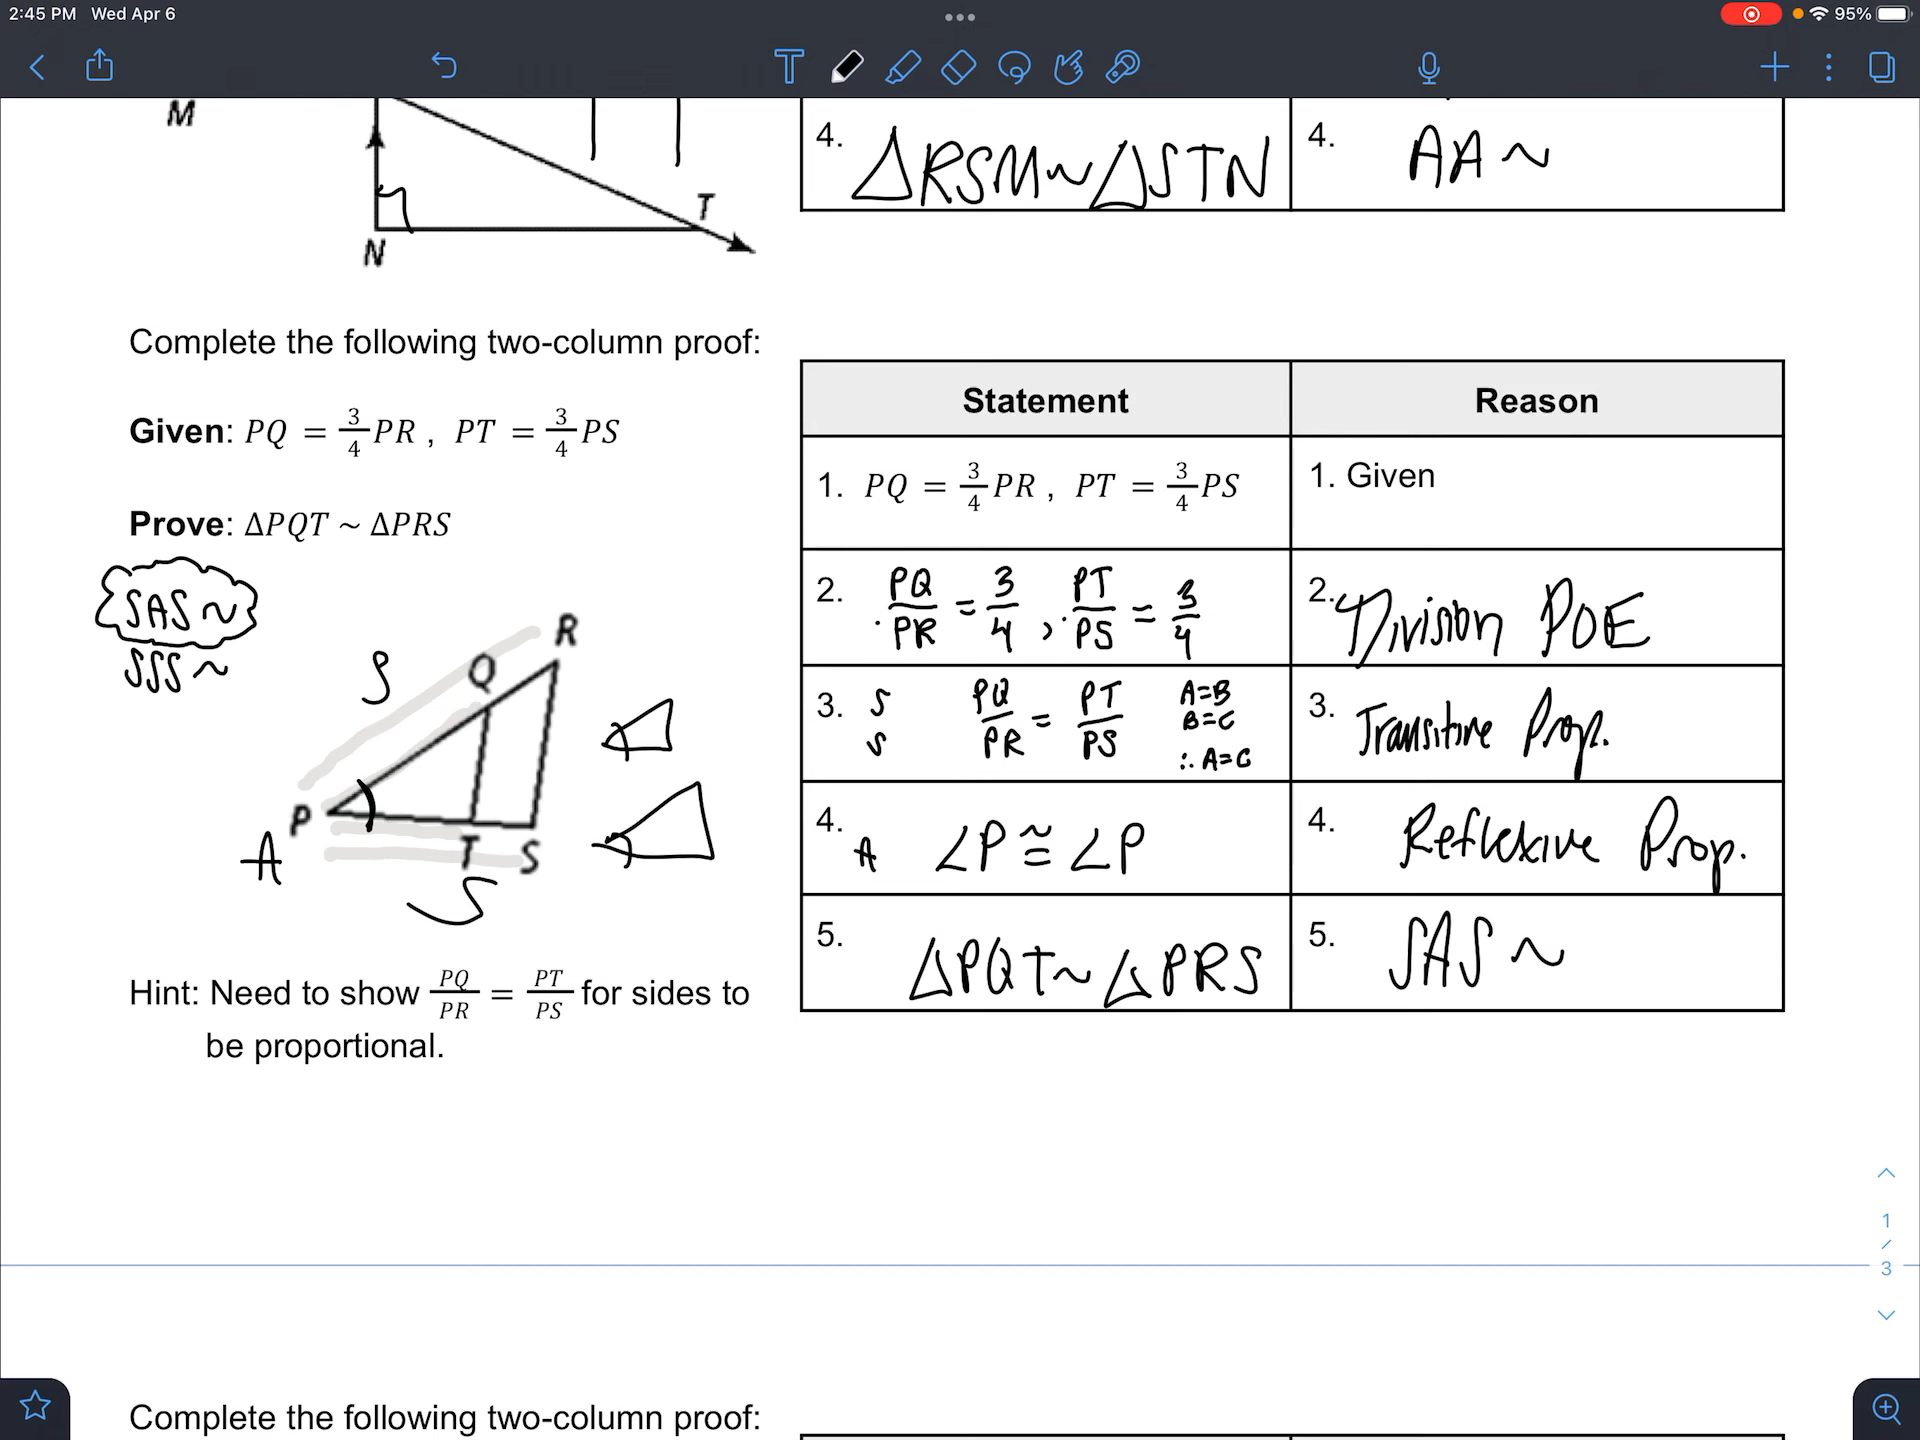 2:45 PM Wed Apr 6
95%
M
T
N
4. △RSM ~ △STN
4. AA ~
Complete the following two-column proof:
Given: PQ = 3/4 PR , PT = 3/4 PS
Prove: ΔPQT ~ ΔPRS
SAS ~
SSS ~
R
Q
S
P
A
T
S
S
Hint: Need to show PQ/PR = PT/PS for sides to
be proportional.
Statement
Reason
1. PQ = 3/4 PR , PT = 3/4 PS
1. Given
2. PQ/PR = 3/4 , PT/PS = 3/4
2. Division POE
3. S S PQ/PR = PT/PS
A=B
B=C
∴ A=C
3. Transitive Prop.
4. A ∠P ≅ ∠P
4. Reflexive Prop.
5. △PQT ~ △PRS
5. SAS ~
1
/
3
Complete the following two-column proof: